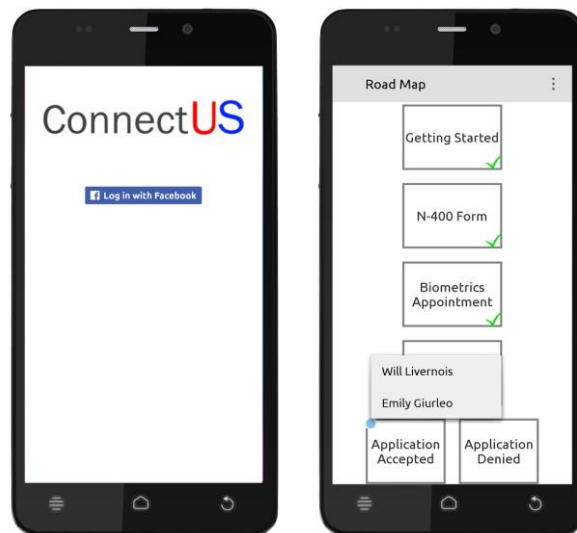 ConnectUS
Log in with Facebook
Road Map
Getting Started
N-400 Form
Biometrics
Appointment
Will Livernois
Emily Giurleo
Application
Accepted
Application
Denied